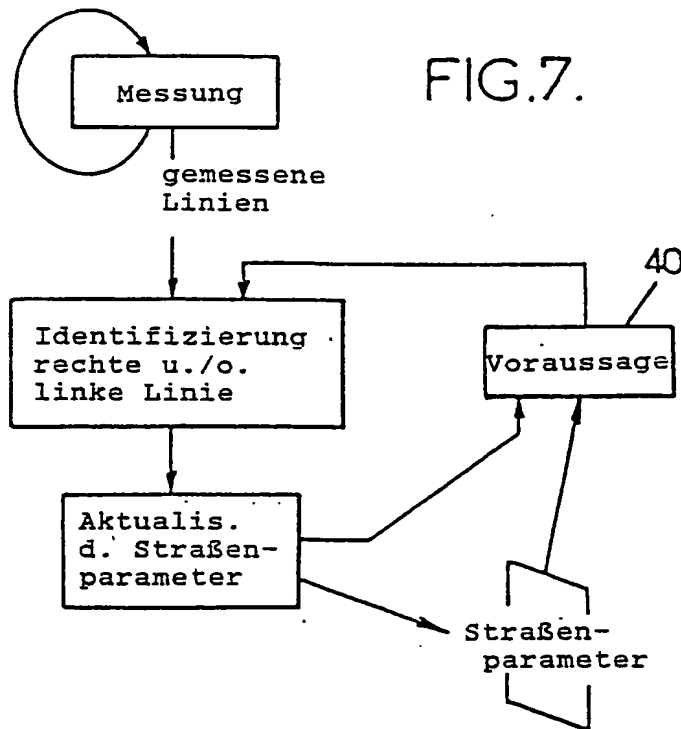 FIG.7.
Messung
gemessene
Linien
40
Identifizierung
rechte u./o.
linke Linie
Voraussage
Aktualis.
d. Straßen-
parameter
Straßen-
parameter